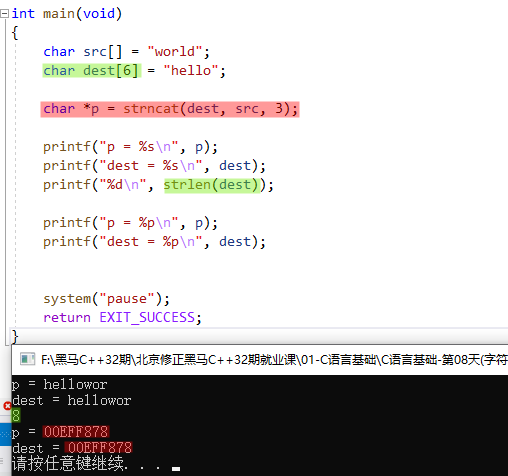 int main(void)
{
char src[] = "world";
char dest[6] = "hello";
char *p = strncat(dest, src, 3);
printf("p = %s\n", p);
printf("dest = %s\n", dest);
printf("%d\n", strlen(dest));
printf("p = %p\n", p);
printf("dest = %p\n", dest);
system("pause");
return EXIT_SUCCESS;
}
F:\黑马C++32期\北京修正黑马C++32期就业课\01-C语言基础\C语言基础-第08天(字符
p = hellowor
dest = hellowor
8
p = 00EFF878
dest = 00EFF878
请按任意键继续. . .